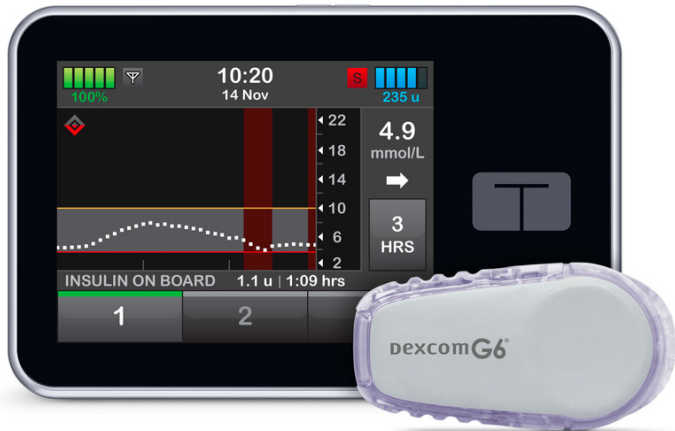 100%
10:20
14 Nov
S
235 u
22
18
14
10
6
2
4.9
mmol/L
3
HRS
INSULIN ON BOARD 1.1 u | 1:09 hrs
1
2
T
Dexcom G6